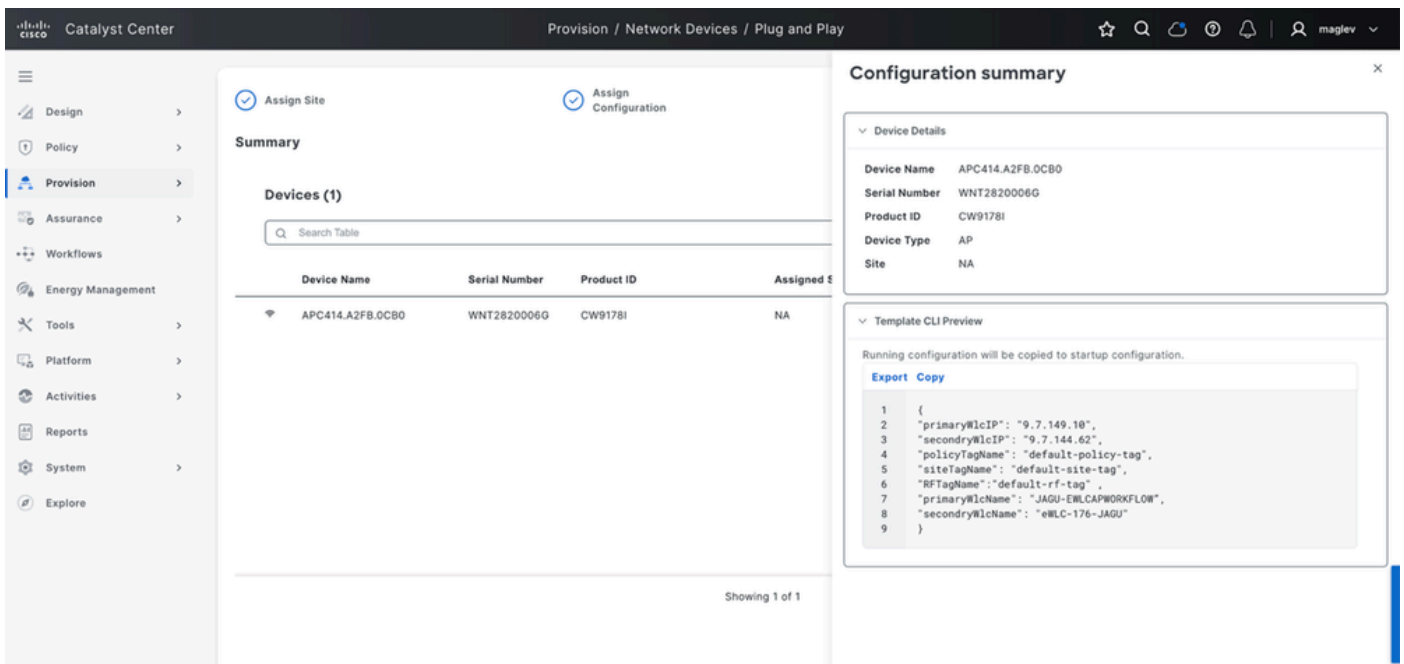 cisco Catalyst Center
Provision / Network Devices / Plug and Play
maglev
Design
Policy
Provision
Assurance
Workflows
Energy Management
Tools
Platform
Activities
Reports
System
Explore
Assign Site
Assign
Configuration
Summary
Devices (1)
Search Table
Device Name Serial Number Product ID Assigned S
APC414.A2FB.0CB0 WNT2820006G CW9178I NA
Showing 1 of 1
Configuration summary
Device Details
Device Name APC414.A2FB.0CB0
Serial Number WNT2820006G
Product ID CW9178I
Device Type AP
Site NA
Template CLI Preview
Running configuration will be copied to startup configuration.
Export Copy
1 {
2 "primaryWlcIP": "9.7.149.10",
3 "secondryWlcIP": "9.7.144.62",
4 "policyTagName": "default-policy-tag",
5 "siteTagName": "default-site-tag",
6 "RFTagName":"default-rf-tag" ,
7 "primaryWlcName": "JAGU-EWLCAPWORKFLOW",
8 "secondryWlcName": "eWLC-176-JAGU"
9 }